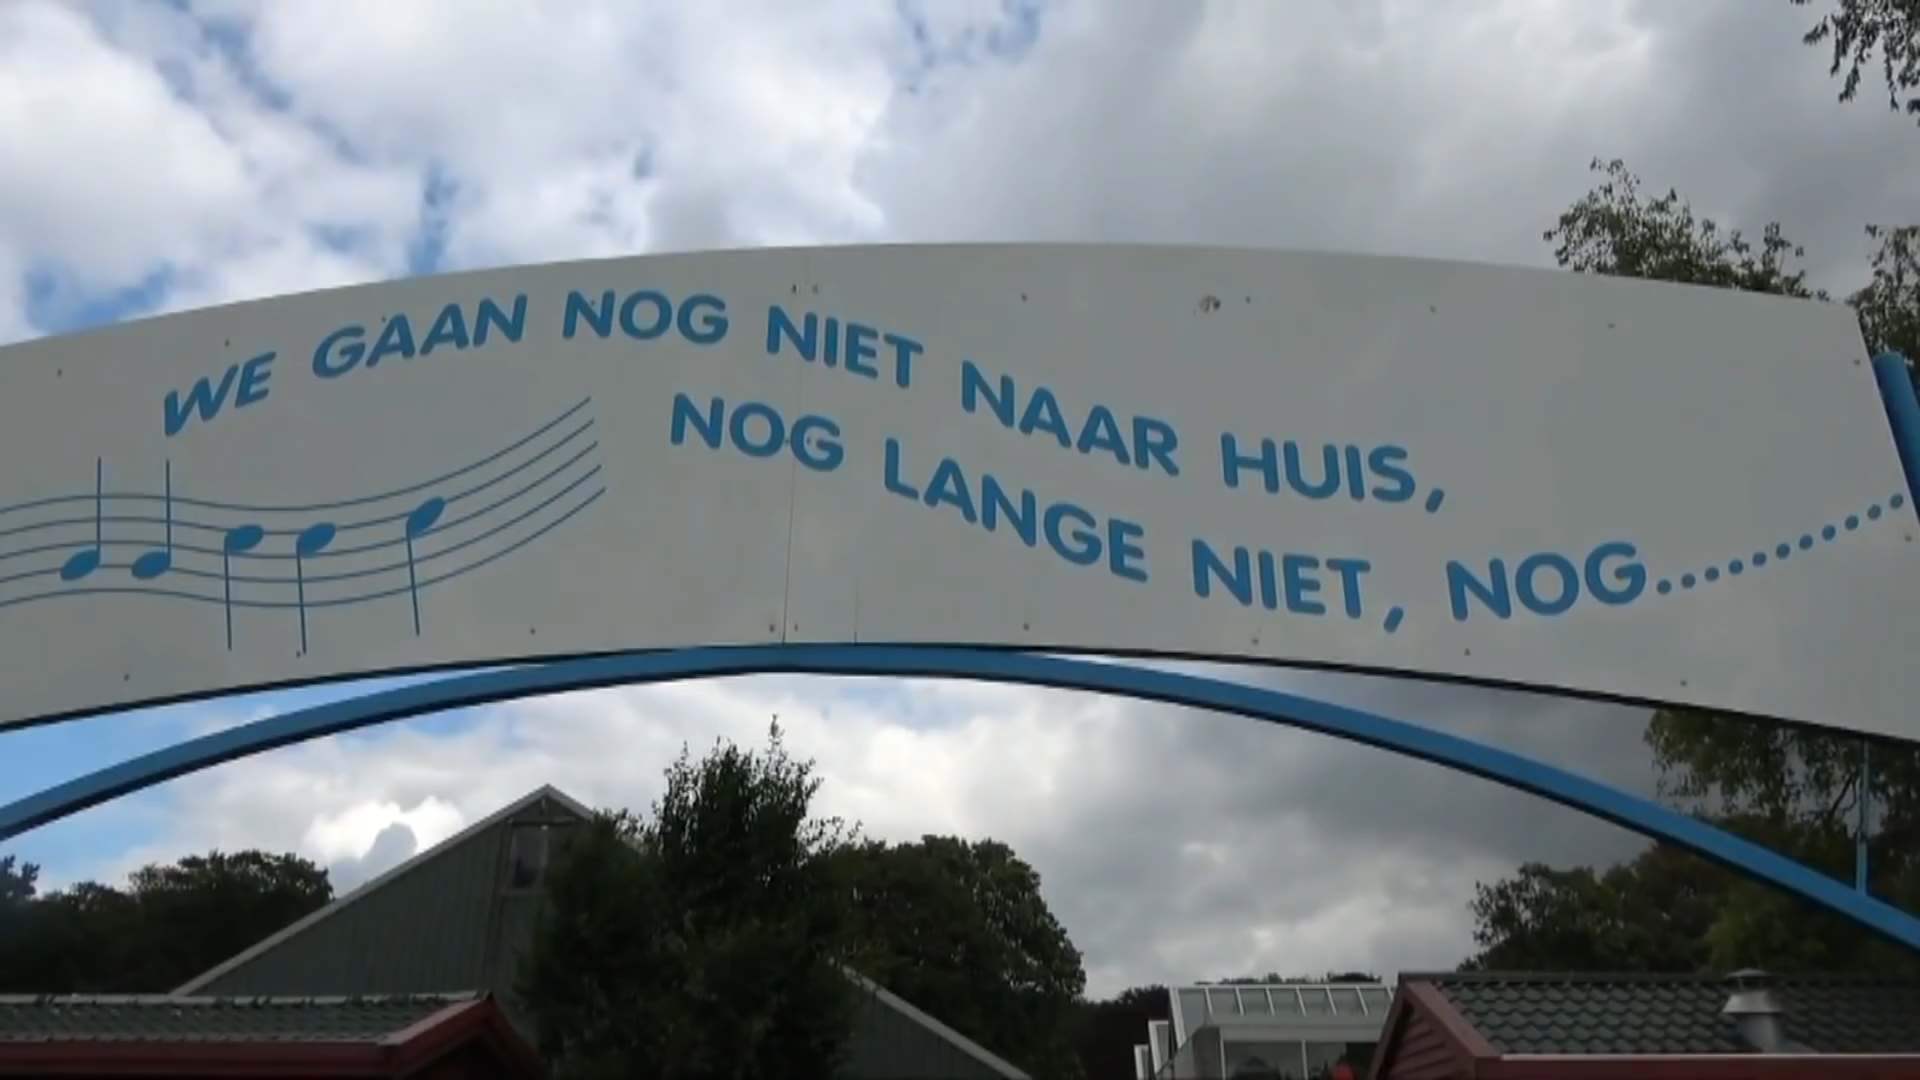 WE GAAN NOG NIET NAAR HUIS,
NOG LANGE NIET, NOG.............